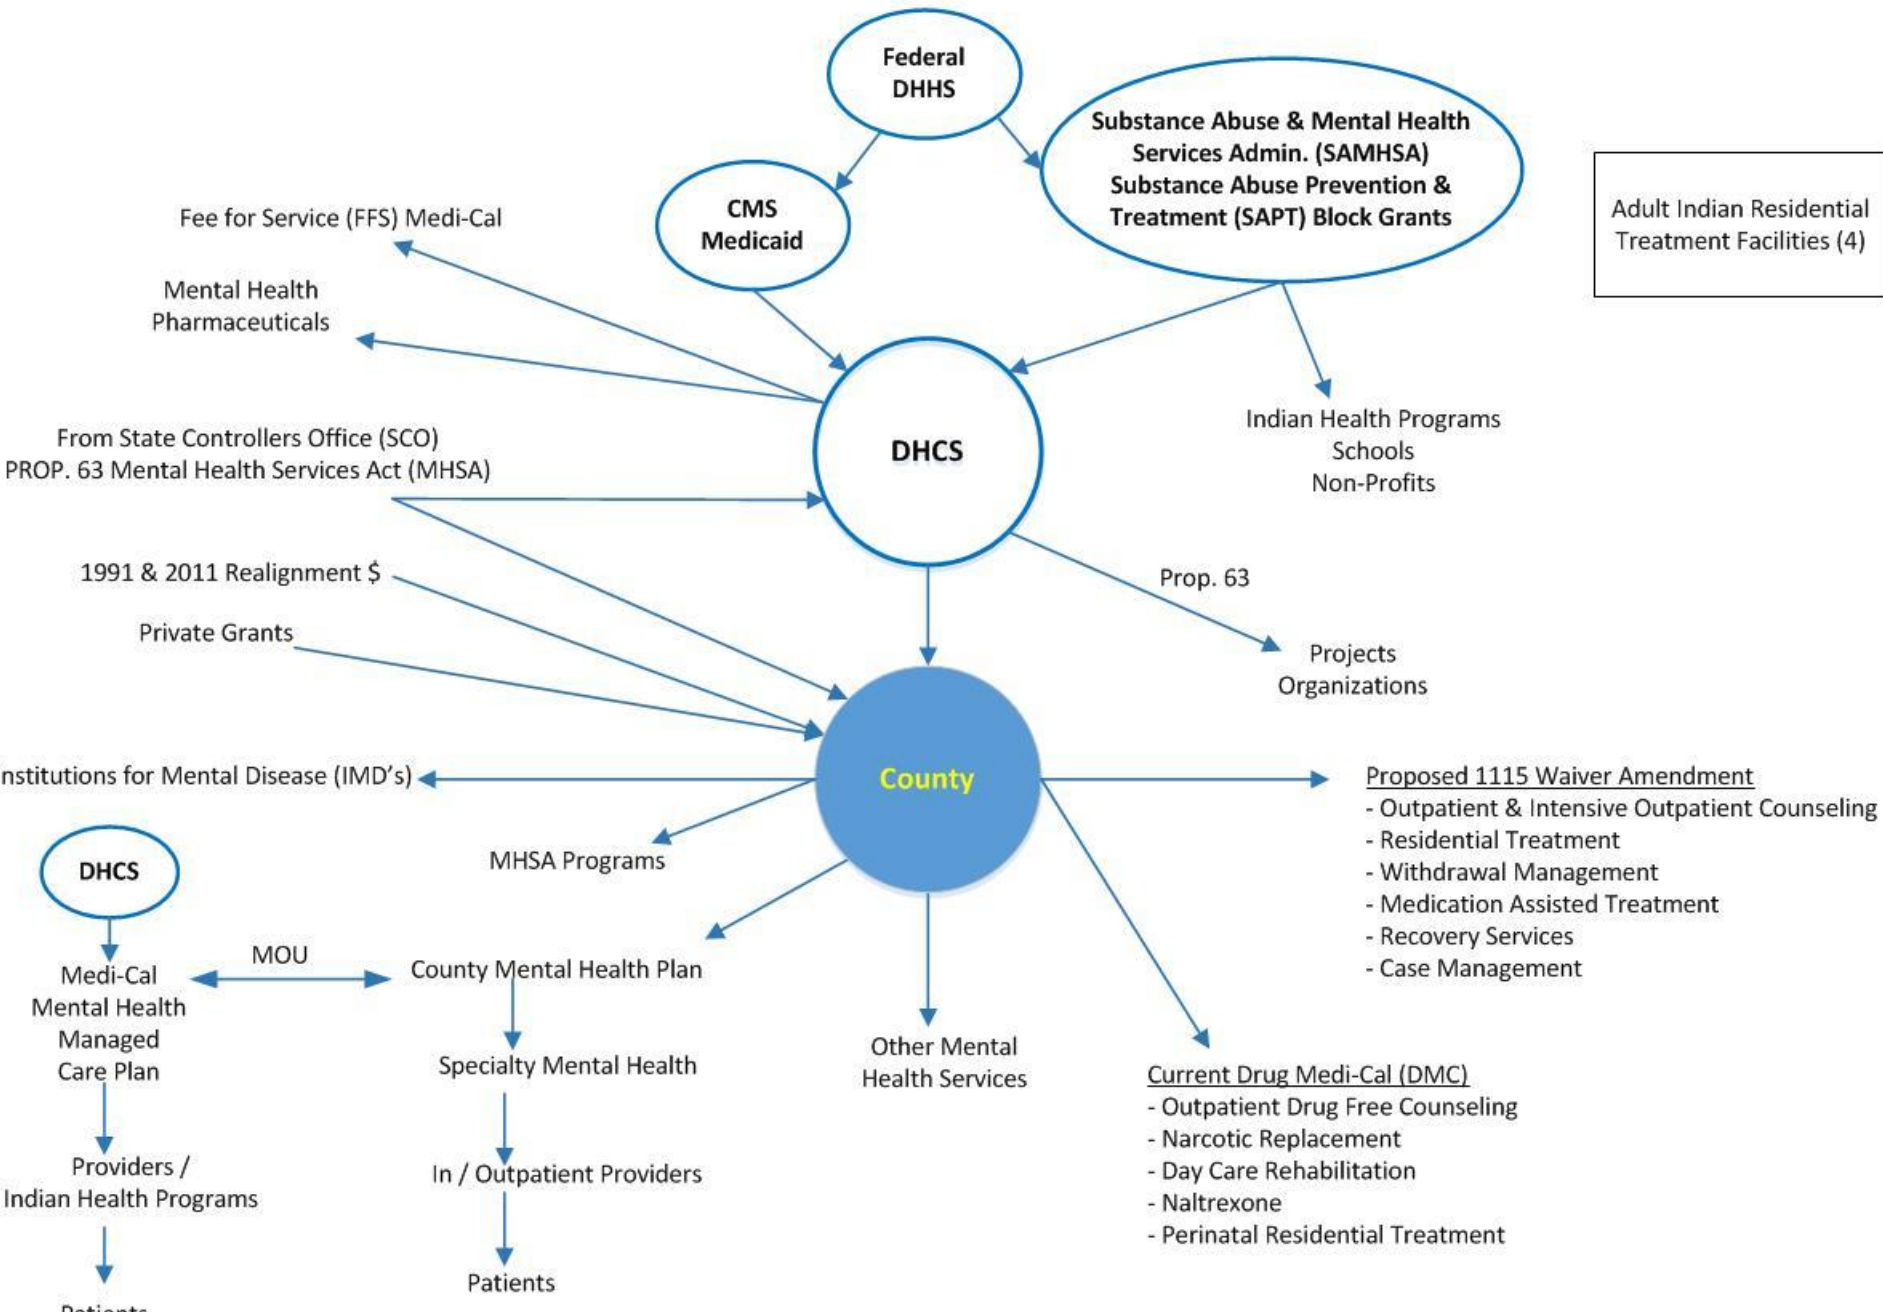 Federal
DHHS
Substance Abuse & Mental Health
Services Admin. (SAMHSA)
Substance Abuse Prevention &
Treatment (SAPT) Block Grants
Adult Indian Residential
Treatment Facilities (4)
CMS
Medicaid
Fee for Service (FFS) Medi-Cal
Mental Health
Pharmaceuticals
From State Controllers Office (SCO)
PROP. 63 Mental Health Services Act (MHSA)
DHCS
Indian Health Programs
Schools
Non-Profits
1991 & 2011 Realignment $
Private Grants
Prop. 63
Projects
Organizations
nstitutions for Mental Disease (IMD's)
County
MHSA Programs
Proposed 1115 Waiver Amendment
- Outpatient & Intensive Outpatient Counseling
- Residential Treatment
- Withdrawal Management
- Medication Assisted Treatment
- Recovery Services
- Case Management
DHCS
Medi-Cal
Mental Health
Managed
Care Plan
MOU
County Mental Health Plan
Specialty Mental Health
Other Mental
Health Services
Current Drug Medi-Cal (DMC)
- Outpatient Drug Free Counseling
- Narcotic Replacement
- Day Care Rehabilitation
- Naltrexone
- Perinatal Residential Treatment
Providers /
Indian Health Programs
In / Outpatient Providers
Patients
Patients